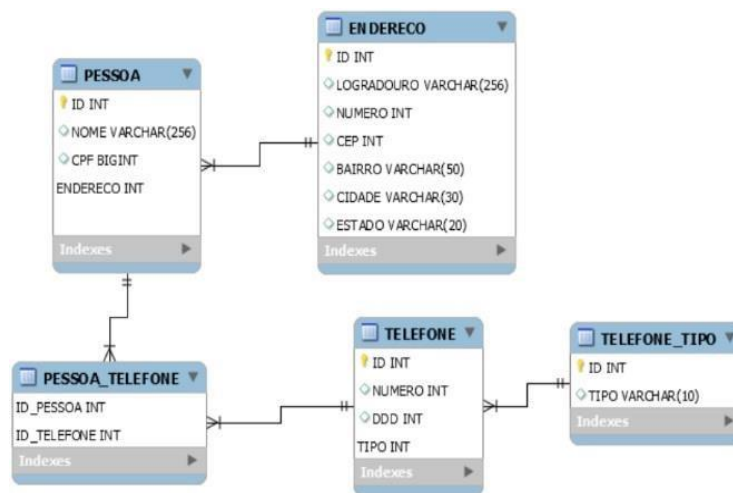 PESSOA
ID INT
NOME VARCHAR(256)
CPF BIGINT
ENDERECO INT
Indexes
ENDERECO
ID INT
LOGRADOURO VARCHAR(256)
NUMERO INT
CEP INT
BAIRRO VARCHAR(50)
CIDADE VARCHAR(30)
ESTADO VARCHAR(20)
Indexes
PESSOA_TELEFONE
ID_PESSOA INT
ID_TELEFONE INT
Indexes
TELEFONE
ID INT
NUMERO INT
DDD INT
TIPO INT
Indexes
TELEFONE_TIPO
ID INT
TIPO VARCHAR(10)
Indexes